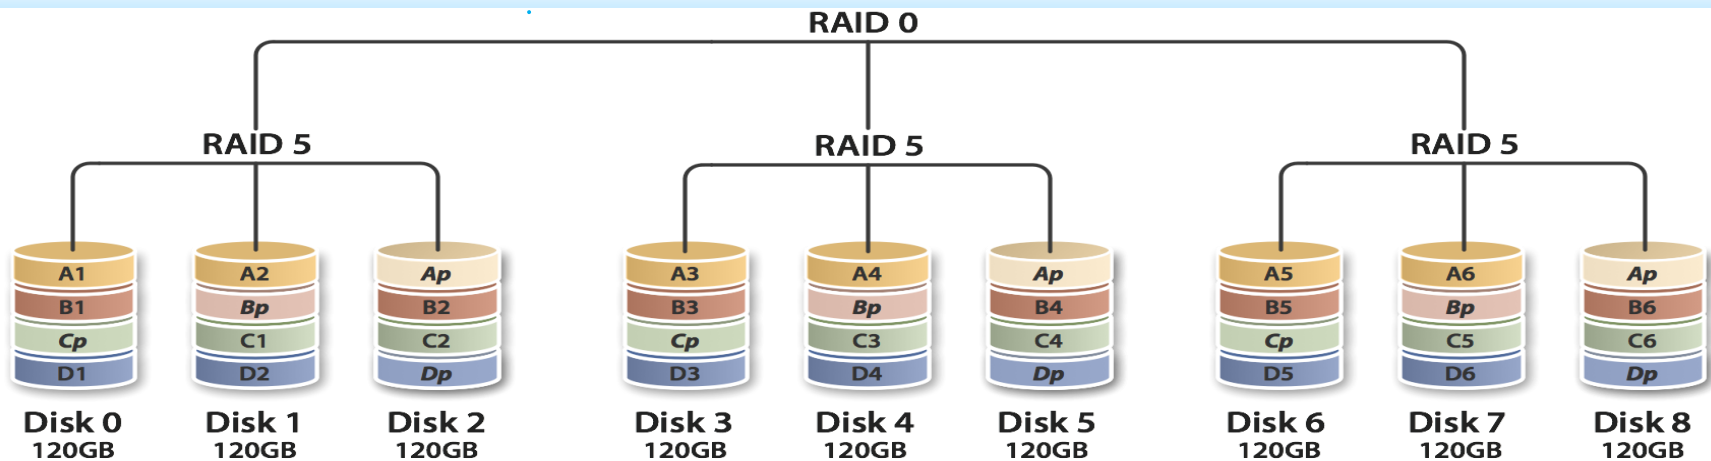 RAID 0
RAID 5 RAID 5 RAID 5
A1 A2 Ap A3 A4 Ap A5 A6 Ap
B1 Bp B2 B3 Bp B4 B5 Bp B6
Cp C1 C2 Cp C3 C4 Cp C5 C6
D1 D2 Dp D3 D4 Dp D5 D6 Dp
Disk 0 Disk 1 Disk 2 Disk 3 Disk 4 Disk 5 Disk 6 Disk 7 Disk 8
120GB 120GB 120GB 120GB 120GB 120GB 120GB 120GB 120GB